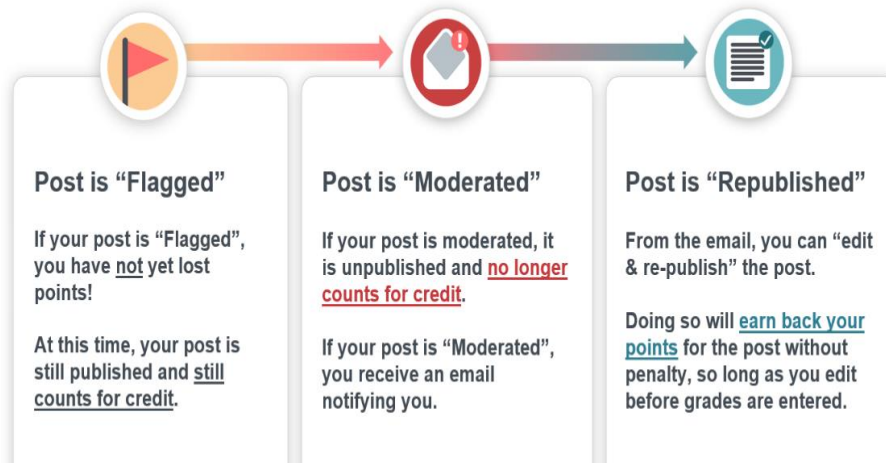 Post is “Flagged”
If your post is “Flagged”,
you have not yet lost
points!
At this time, your post is
still published and still
counts for credit.
Post is “Moderated”
If your post is moderated, it
is unpublished and no longer
counts for credit.
If your post is “Moderated”,
you receive an email
notifying you.
Post is “Republished”
From the email, you can “edit
& re-publish” the post.
Doing so will earn back your
points for the post without
penalty, so long as you edit
before grades are entered.